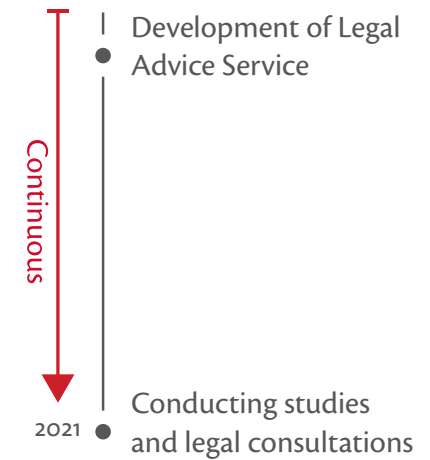 Development of Legal
Advice Service
Continuous
Conducting studies
2021
and legal consultations